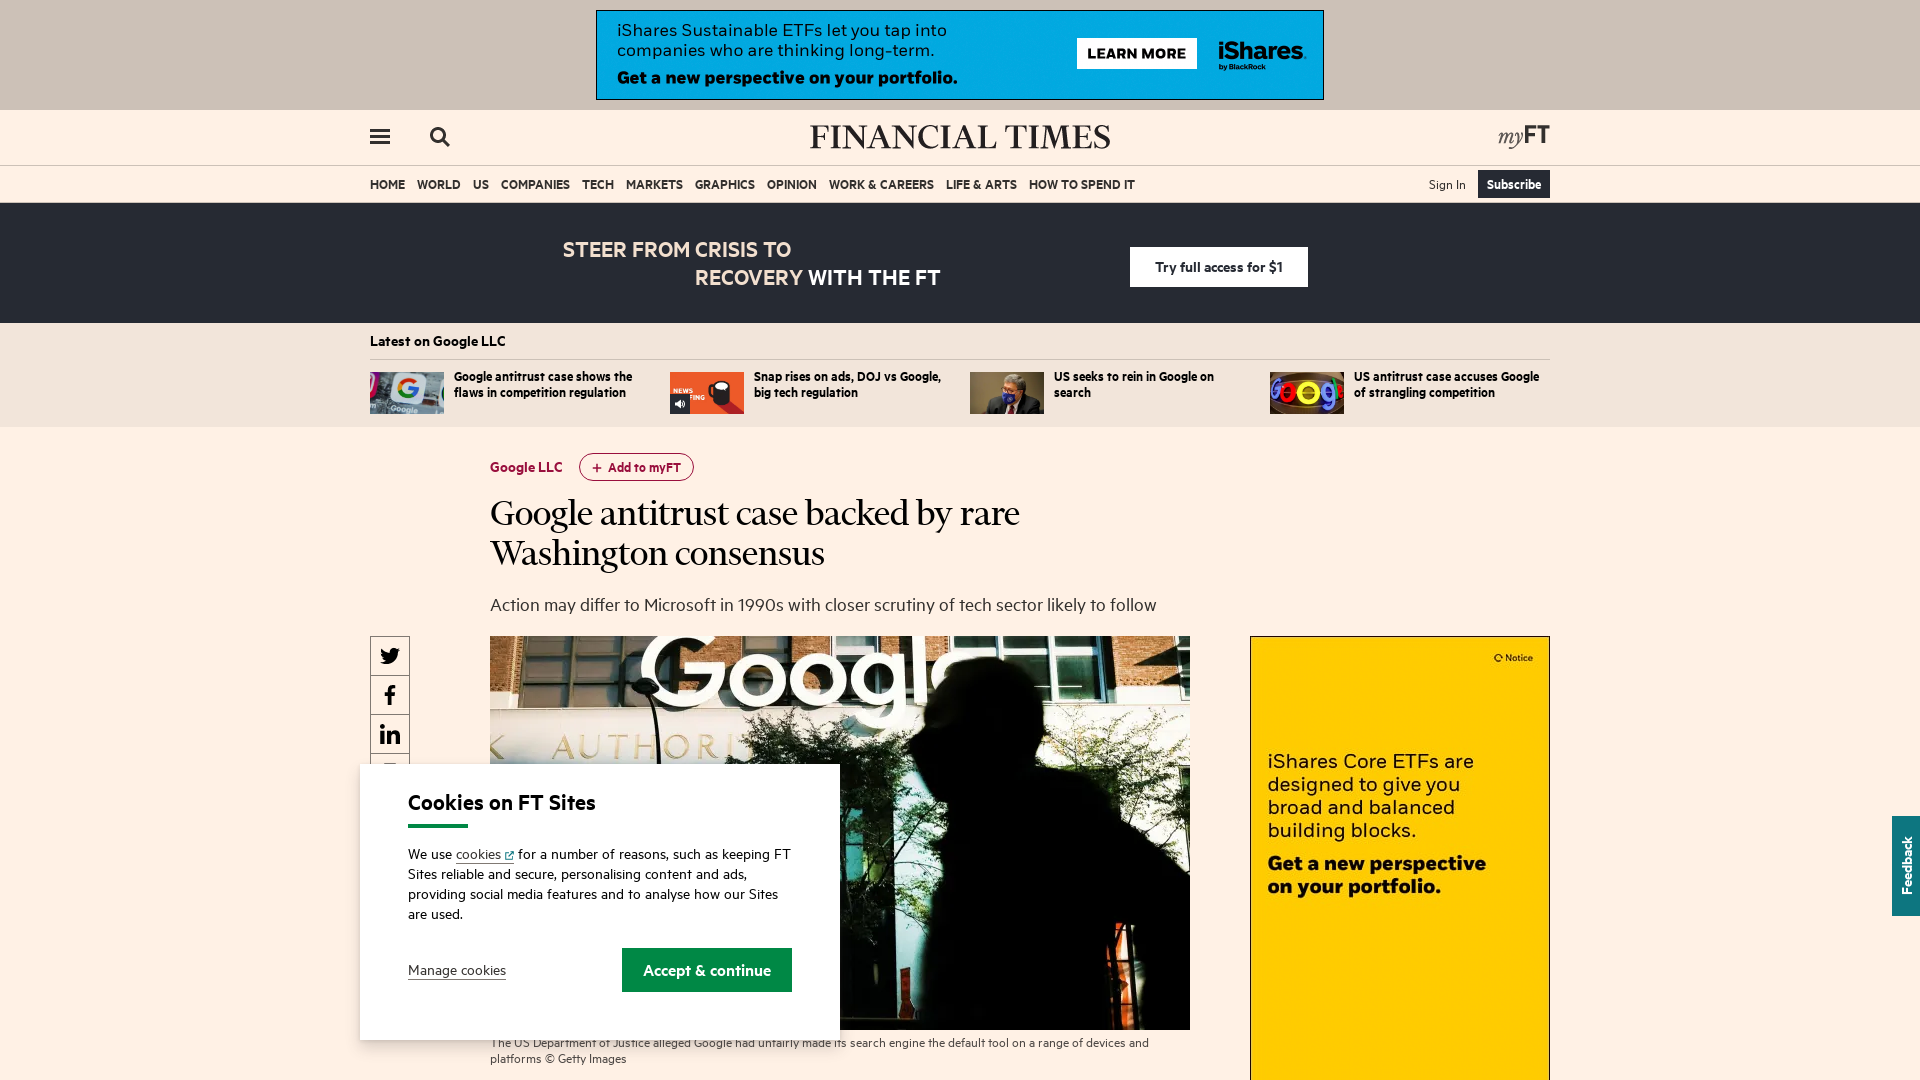 iShares Sustainable ETFs let you tap into
companies who are thinking long-term.
Get a new perspective on your portfolio.
LEARN MORE
iShares.
by BlackRock
FINANCIAL TIMES
myFT
HOME WORLD US COMPANIES TECH MARKETS GRAPHICS OPINION WORK & CAREERS LIFE & ARTS HOW TO SPEND IT
Sign In
Subscribe
STEER FROM CRISIS TO
RECOVERY WITH THE FT
Try full access for $1
Latest on Google LLC
Google antitrust case shows the
flaws in competition regulation
Snap rises on ads, DOJ vs Google,
big tech regulation
US seeks to rein in Google on
search
US antitrust case accuses Google
of strangling competition
Google LLC
+ Add to myFT
Google antitrust case backed by rare
Washington consensus
Action may differ to Microsoft in 1990s with closer scrutiny of tech sector likely to follow
Google
AUTHORI
Notice
iShares Core ETFs are
designed to give you
broad and balanced
building blocks.
Get a new perspective
on your portfolio.
Feedback
Cookies on FT Sites
We use cookies for a number of reasons, such as keeping FT
Sites reliable and secure, personalising content and ads,
providing social media features and to analyse how our Sites
are used.
Manage cookies
Accept & continue
The US Department of Justice alleged Google had unfairly made its search engine the default tool on a range of devices and
platforms © Getty Images